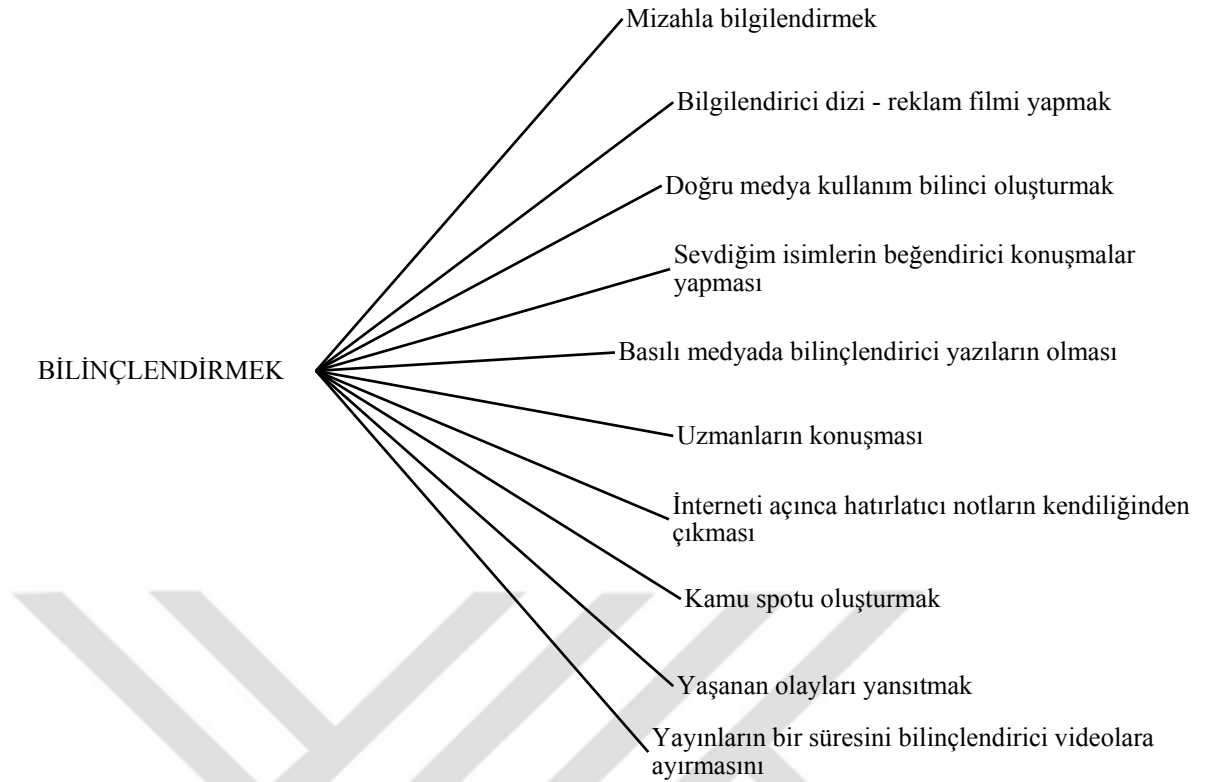 Mizahla bilgilendirmek
Bilgilendirici dizi - reklam filmi yapmak
Doğru medya kullanım bilinci oluşturmak
Sevdiğim isimlerin beğendirici konuşmalar
yapması
Basılı medyada bilinçlendirici yazıların olması
BİLİNÇLENDİRMEK
Uzmanların konuşması
İnterneti açınca hatırlatıcı notların kendiliğinden
çıkması
Kamu spotu oluşturmak
Yaşanan olayları yansıtmak
Yayınların bir süresini bilinçlendirici videolara
ayırmasını